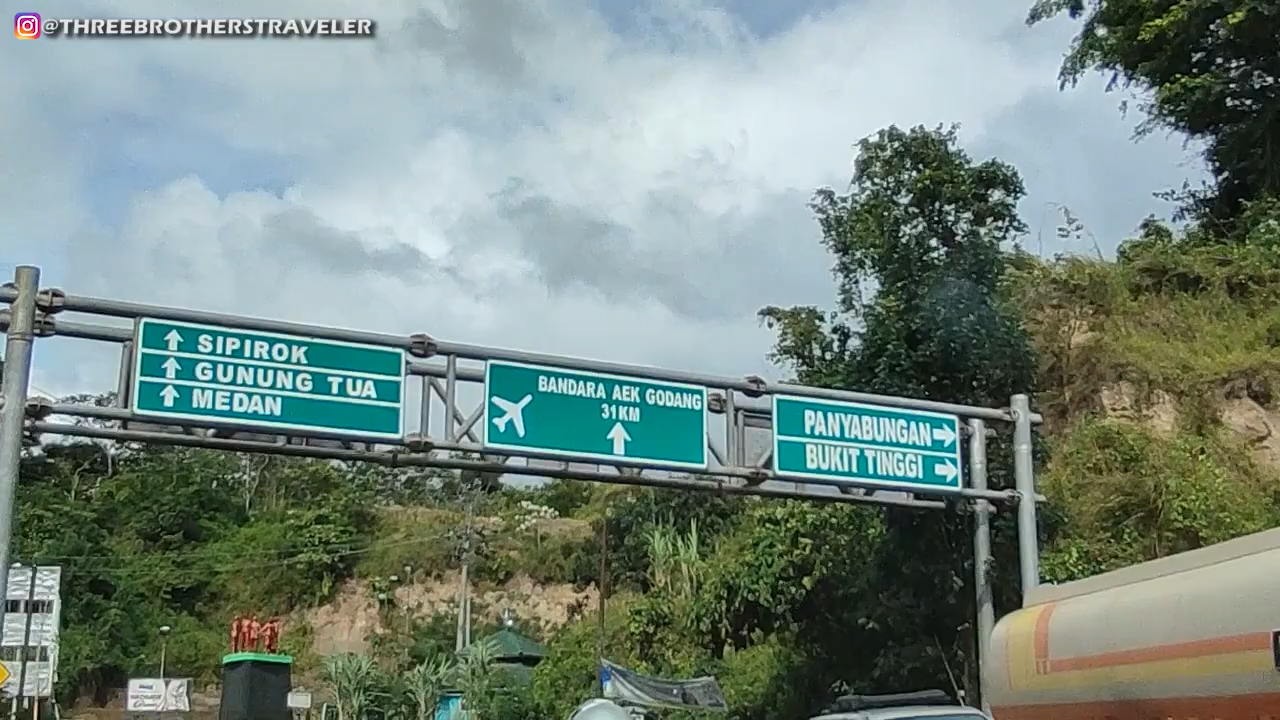 @THREEBROTHERSTRAVELER
SIPIROK
GUNUNG TUA
MEDAN
BANDARA AEK GODANG
31KM
PANYABUNGAN
BUKIT TINGGI